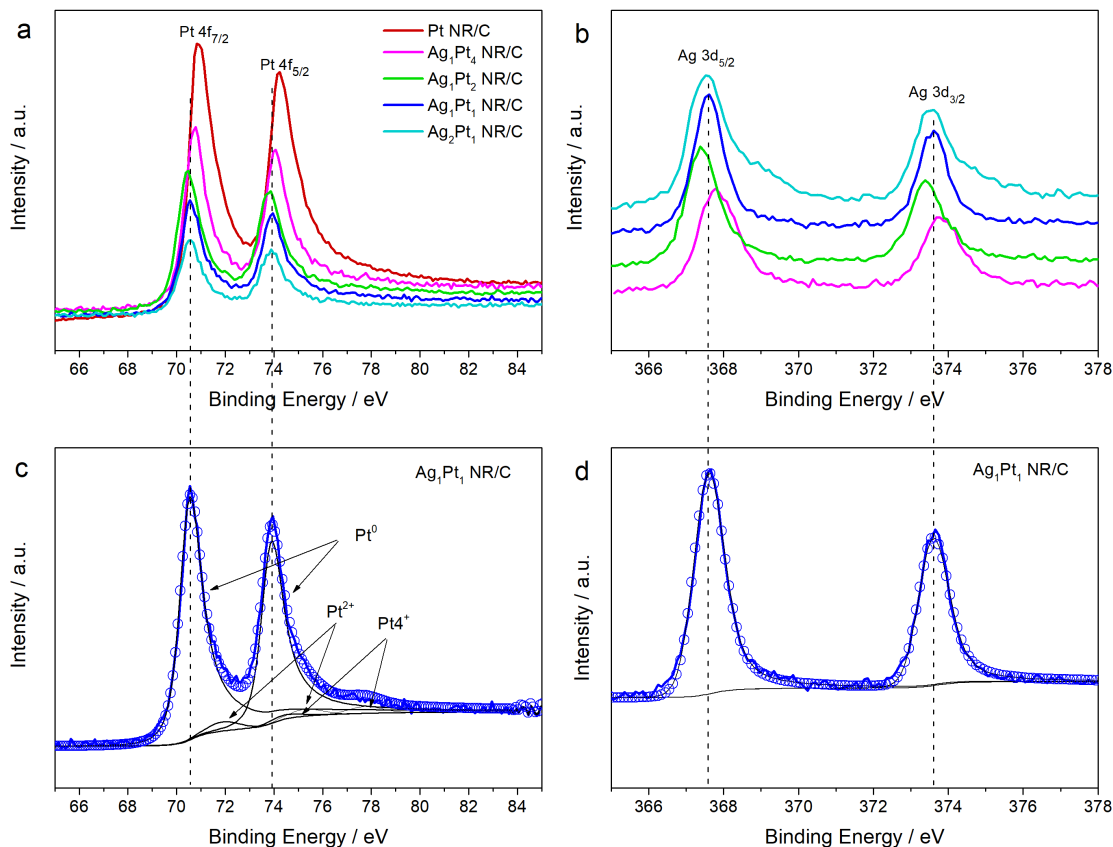 a
Pt 4f7/2
Pt 4f5/2
Pt NR/C
Ag1Pt4 NR/C
Ag1Pt2 NR/C
Ag1Pt1 NR/C
Ag2Pt1 NR/C
Intensity / a.u.
66 68 70 72 74 76 78 80 82 84
Binding Energy / eV
b
Ag 3d5/2
Ag 3d3/2
Intensity / a.u.
366 368 370 372 374 376 378
Binding Energy / eV
c
Ag1Pt1 NR/C
Pt0
Pt2+
Pt4+
Intensity / a.u.
66 68 70 72 74 76 78 80 82 84
Binding Energy / eV
d
Ag1Pt1 NR/C
Intensity / a.u.
366 368 370 372 374 376 378
Binding Energy / eV